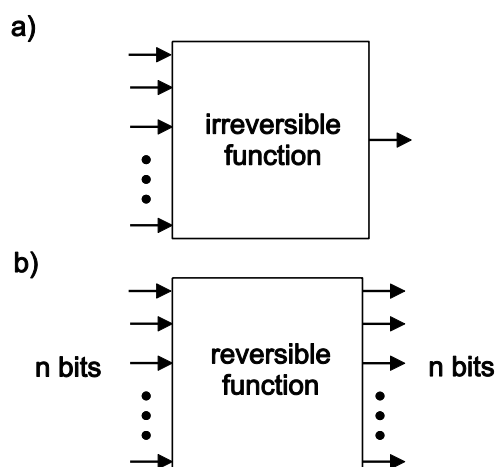 a)
irreversible
function
b)
n bits
reversible
function
n bits